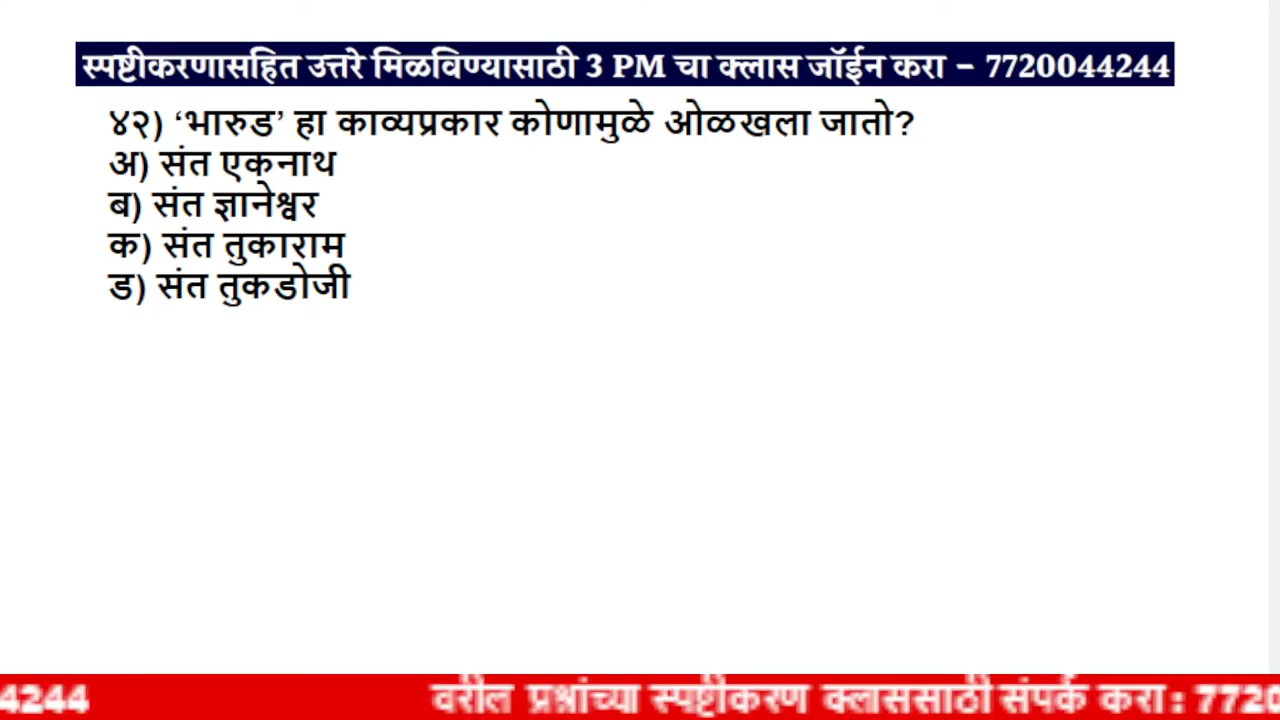 स्पष्टीकरणासहित उत्तरे मिळविण्यासाठी 3 PM चा क्लास जॉईन करा – 7720044244
४२) ‘भारुड’ हा काव्यप्रकार कोणामुळे ओळखला जातो?
अ) संत एकनाथ
ब) संत ज्ञानेश्वर
क) संत तुकाराम
ड) संत तुकडोजी
4244 वरील प्रश्नांच्या स्पष्टीकरण क्लाससाठी संपर्क करा : 7720